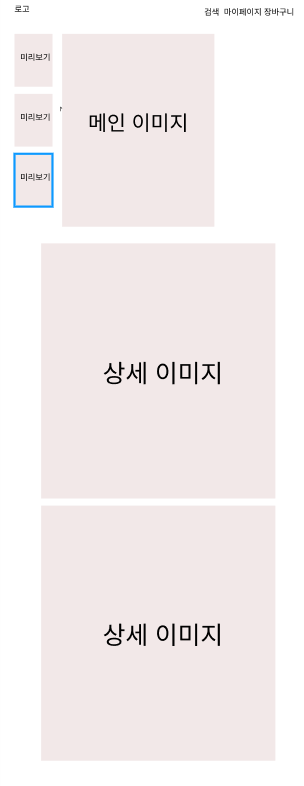 로고
검색 마이페이지 장바구니
미리보기
미리보기
미리보기
메인 이미지
상세 이미지
상세 이미지